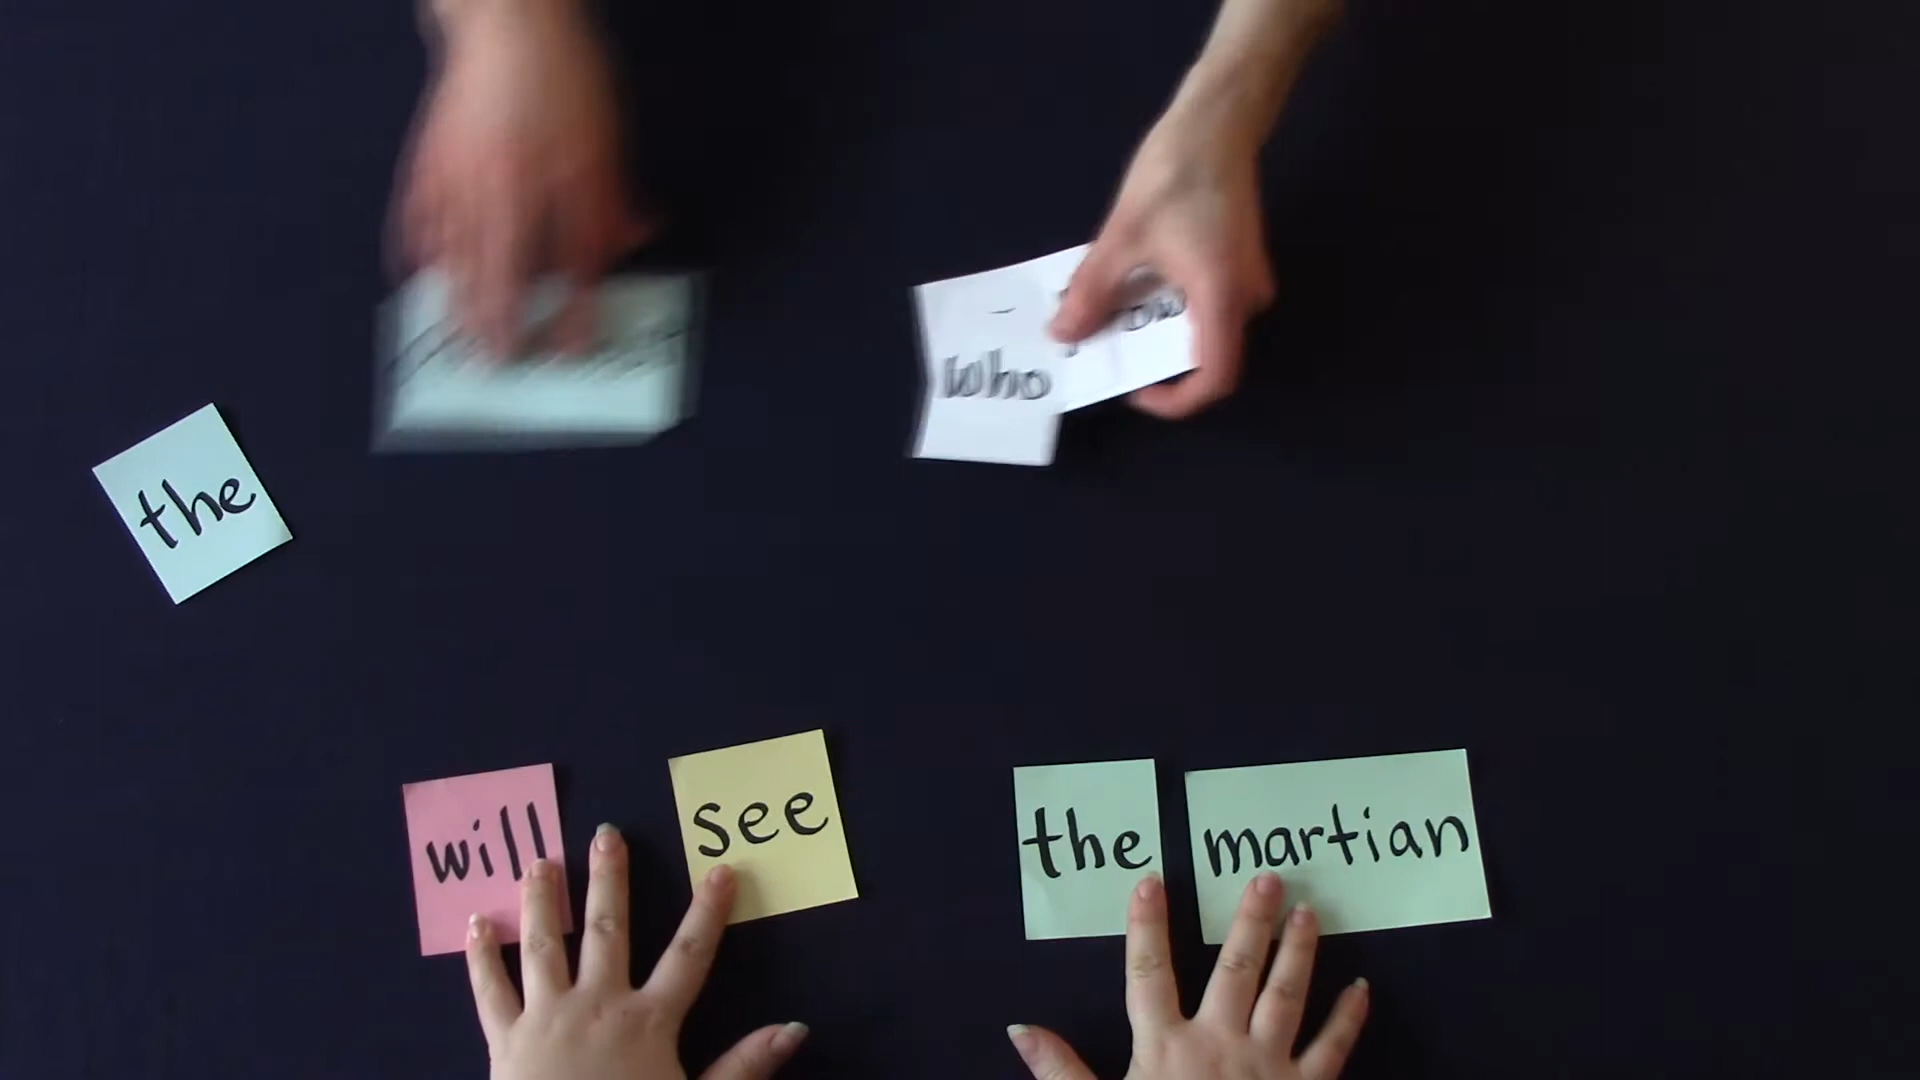 who
the
will see the martian